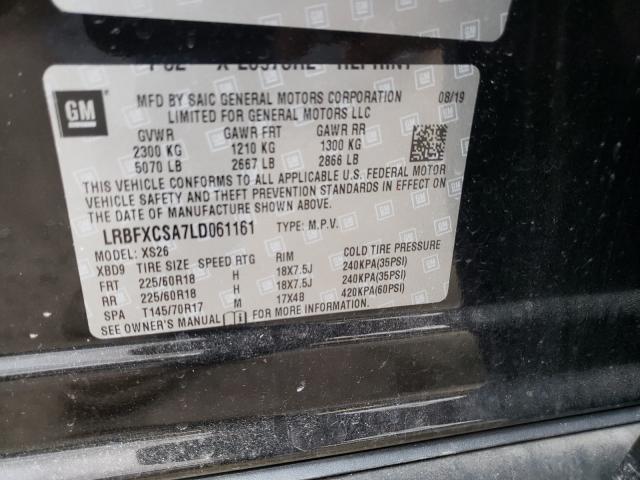 GM
MFD BY SAIC GENERAL MOTORS CORPORATION 08/19
LIMITED FOR GENERAL MOTORS LLC
GVWR GAWR FRT GAWR RR
2300 KG 1210 KG 1300 KG
5070 LB 2667 LB 2866 LB
THIS VEHICLE CONFORMS TO ALL APPLICABLE U.S. FEDERAL MOTOR
VEHICLE SAFETY AND THEFT PREVENTION STANDARDS IN EFFECT ON
THE DATE OF MANUFACTURE SHOWN ABOVE.
LRBFXCSA7LD061161 TYPE: M.P.V.
MODEL: XS26
XBD9 TIRE SIZE SPEED RTG RIM COLD TIRE PRESSURE
FRT 225/60R18 H 18X7.5J 240KPA(35PSI)
RR 225/60R18 H 18X7.5J 240KPA(35PSI)
SPA T145/70R17 M 17X4B 420KPA(60PSI)
SEE OWNER'S MANUAL FOR MORE INFORMATION.